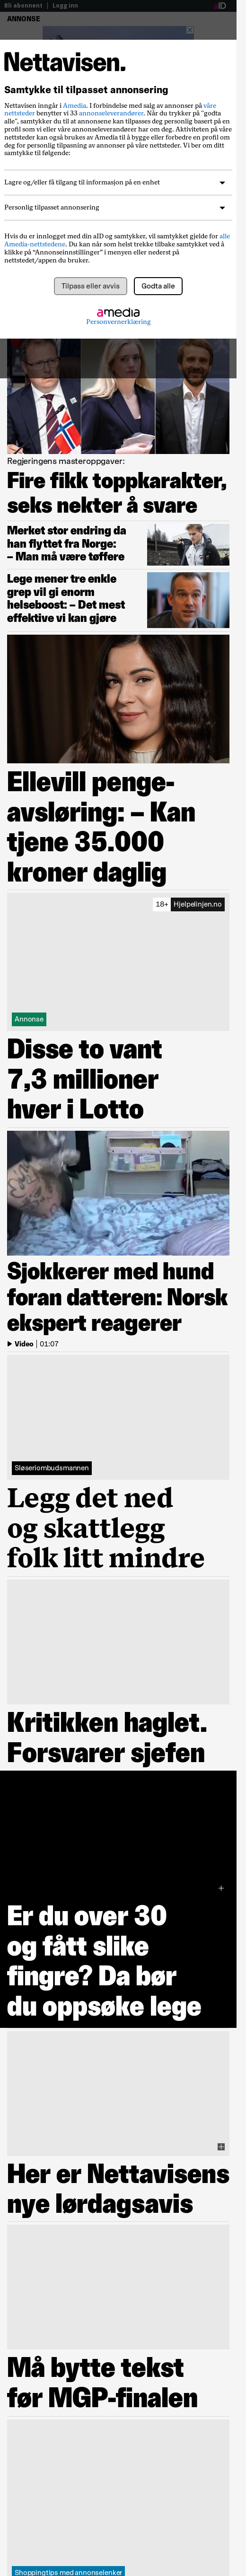 Bli abonnent | Logg inn
aID
ANNONSE
Nettavisen.
Samtykke til tilpasset annonsering
Nettavisen inngår i Amedia. I forbindelse med salg av annonser på våre
nettsteder benytter vi 33 annonseleverandører. Når du trykker på "godta
alle", samtykker du til at annonsene kan tilpasses deg personlig basert på en
profil som vi eller våre annonseleverandører har om deg. Aktiviteten på våre
nettsteder kan også brukes av Amedia til å bygge eller forbedre en profil på
deg til bruk i personlig tilpasning av annonser på våre nettsteder. Vi ber om ditt
samtykke til følgende:
Lagre og/eller få tilgang til informasjon på en enhet
Personlig tilpasset annonsering
Hvis du er innlogget med din aID og samtykker, vil samtykket gjelde for alle
Amedia-nettstedene. Du kan når som helst trekke tilbake samtykket ved å
klikke på "Annonseinnstillinger" i menyen eller nederst på
nettstedet/appen du bruker.
Tilpass eller avvis
Godta alle
amedia
Personvernerklæring
Regjeringens masteroppgaver:
Fire fikk toppkarakter,
seks nekter å svare
Merket stor endring da
han flyttet fra Norge:
– Man må være tøffere
Lege mener tre enkle
grep vil gi enorm
helseboost: – Det mest
effektive vi kan gjøre
Ellevill penge-
avsløring: – Kan
tjene 35.000
kroner daglig
18+ Hjelpelinjen.no
Annonse
Disse to vant
7,3 millioner
hver i Lotto
Sjokkerer med hund
foran datteren: Norsk
ekspert reagerer
Video | 01:07
Sløseriombudsmannen
Legg det ned
og skattlegg
folk litt mindre
Kritikken haglet.
Forsvarer sjefen
Er du over 30
og fått slike
fingre? Da bør
du oppsøke lege
Her er Nettavisens
nye lørdagsavis
Må bytte tekst
før MGP-finalen
Shoppingtips med annonselenker